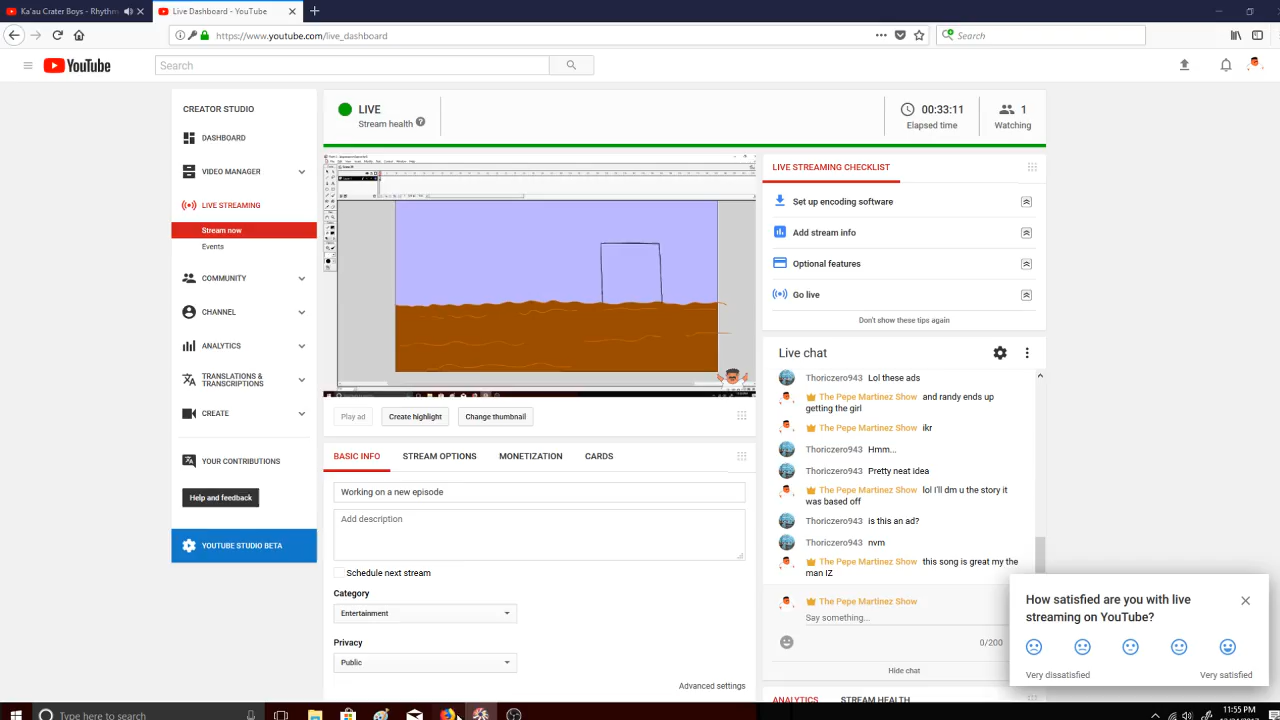 Ka'au Crater Boys - Rhythm
Live Dashboard - YouTube
https://www.youtube.com/live_dashboard
Search
YouTube
Search
CREATOR STUDIO
DASHBOARD
VIDEO MANAGER
LIVE STREAMING
Stream now
Events
COMMUNITY
CHANNEL
ANALYTICS
TRANSLATIONS &
TRANSCRIPTIONS
CREATE
YOUR CONTRIBUTIONS
Help and feedback
YOUTUBE STUDIO BETA
LIVE
Stream health
00:33:11
Elapsed time
1
Watching
Play ad
Create highlight
Change thumbnail
BASIC INFO
STREAM OPTIONS
MONETIZATION
CARDS
Working on a new episode
Add description
Schedule next stream
Category
Entertainment
Privacy
Public
Advanced settings
LIVE STREAMING CHECKLIST
Set up encoding software
Add stream info
Optional features
Go live
Don't show these tips again
Live chat
Thoriczero943 Lol these ads
The Pepe Martinez Show and randy ends up
getting the girl
The Pepe Martinez Show ikr
Thoriczero943 Hmm...
Thoriczero943 Pretty neat idea
The Pepe Martinez Show lol I'll dm u the story it
was based off
Thoriczero943 is this an ad?
Thoriczero943 nvm
The Pepe Martinez Show this song is great my the
man IZ
The Pepe Martinez Show
Say something...
0/200
Hide chat
ANALYTICS
STREAM HEALTH
How satisfied are you with live
streaming on YouTube?
Very dissatisfied
Very satisfied
Type here to search
11:55 PM